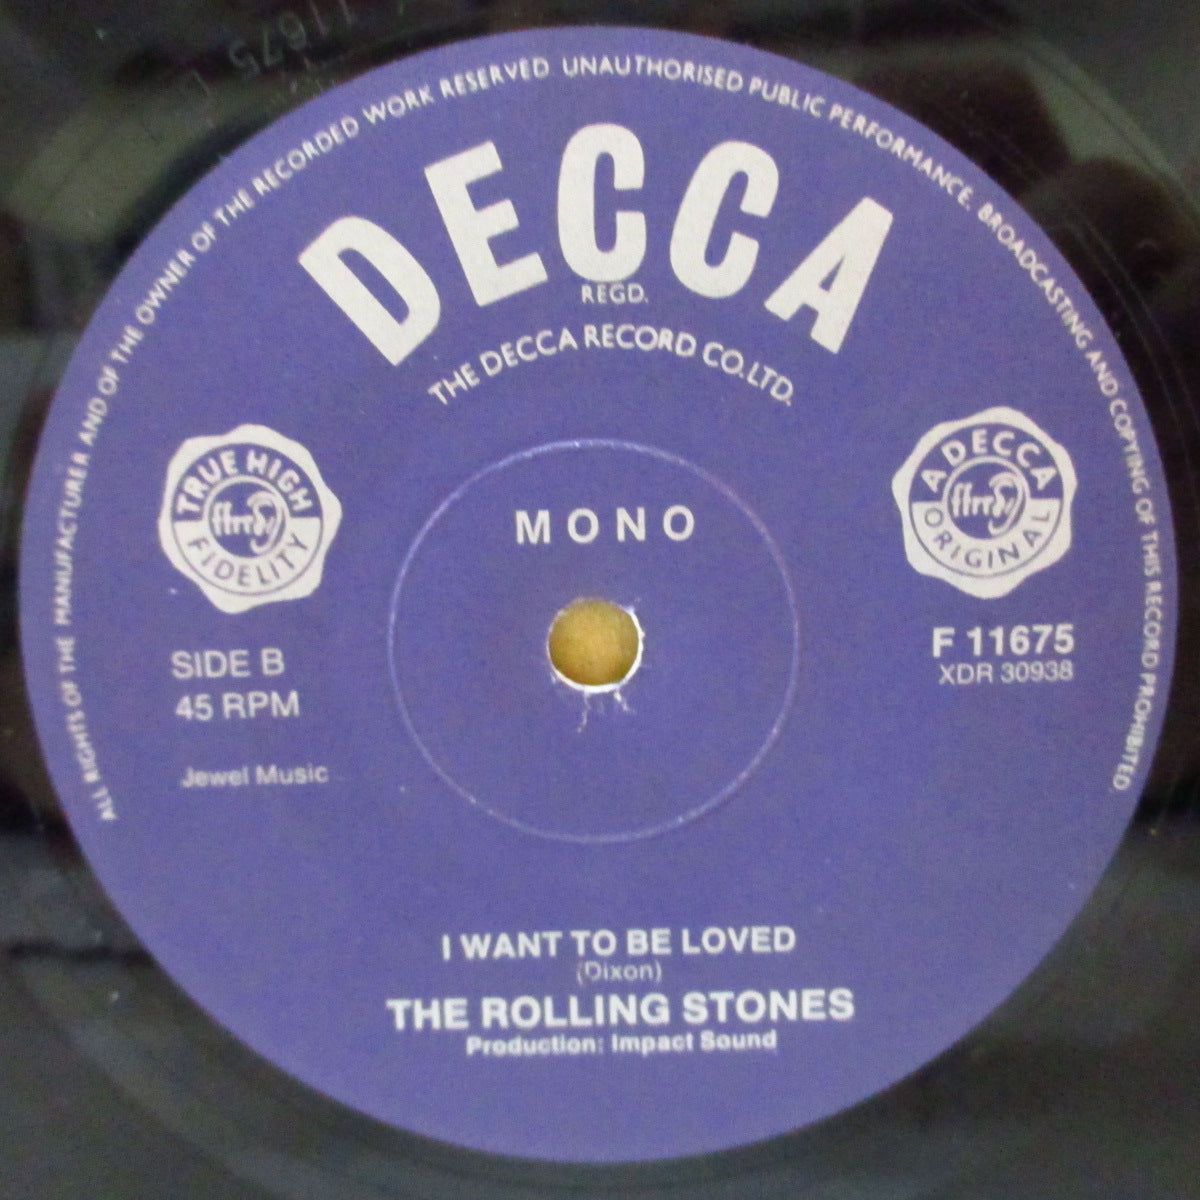 ALL RIGHTS OF THE MANUFACTURER AND OF THE OWNER OF THE RECORDED WORK RESERVED UNAUTHORISED PUBLIC PERFORMANCE, BROADCASTING AND COPYING OF THIS RECORD PROHIBITED.
DECCA
REGD.
THE DECCA RECORD CO. LTD.
TRUE HIGH
ffrr
FIDELITY
A DECCA
ffrr
ORIGINAL
MONO
SIDE B
45 RPM
F 11675
XDR 30938
Jewel Music
I WANT TO BE LOVED
(Dixon)
THE ROLLING STONES
Production: Impact Sound